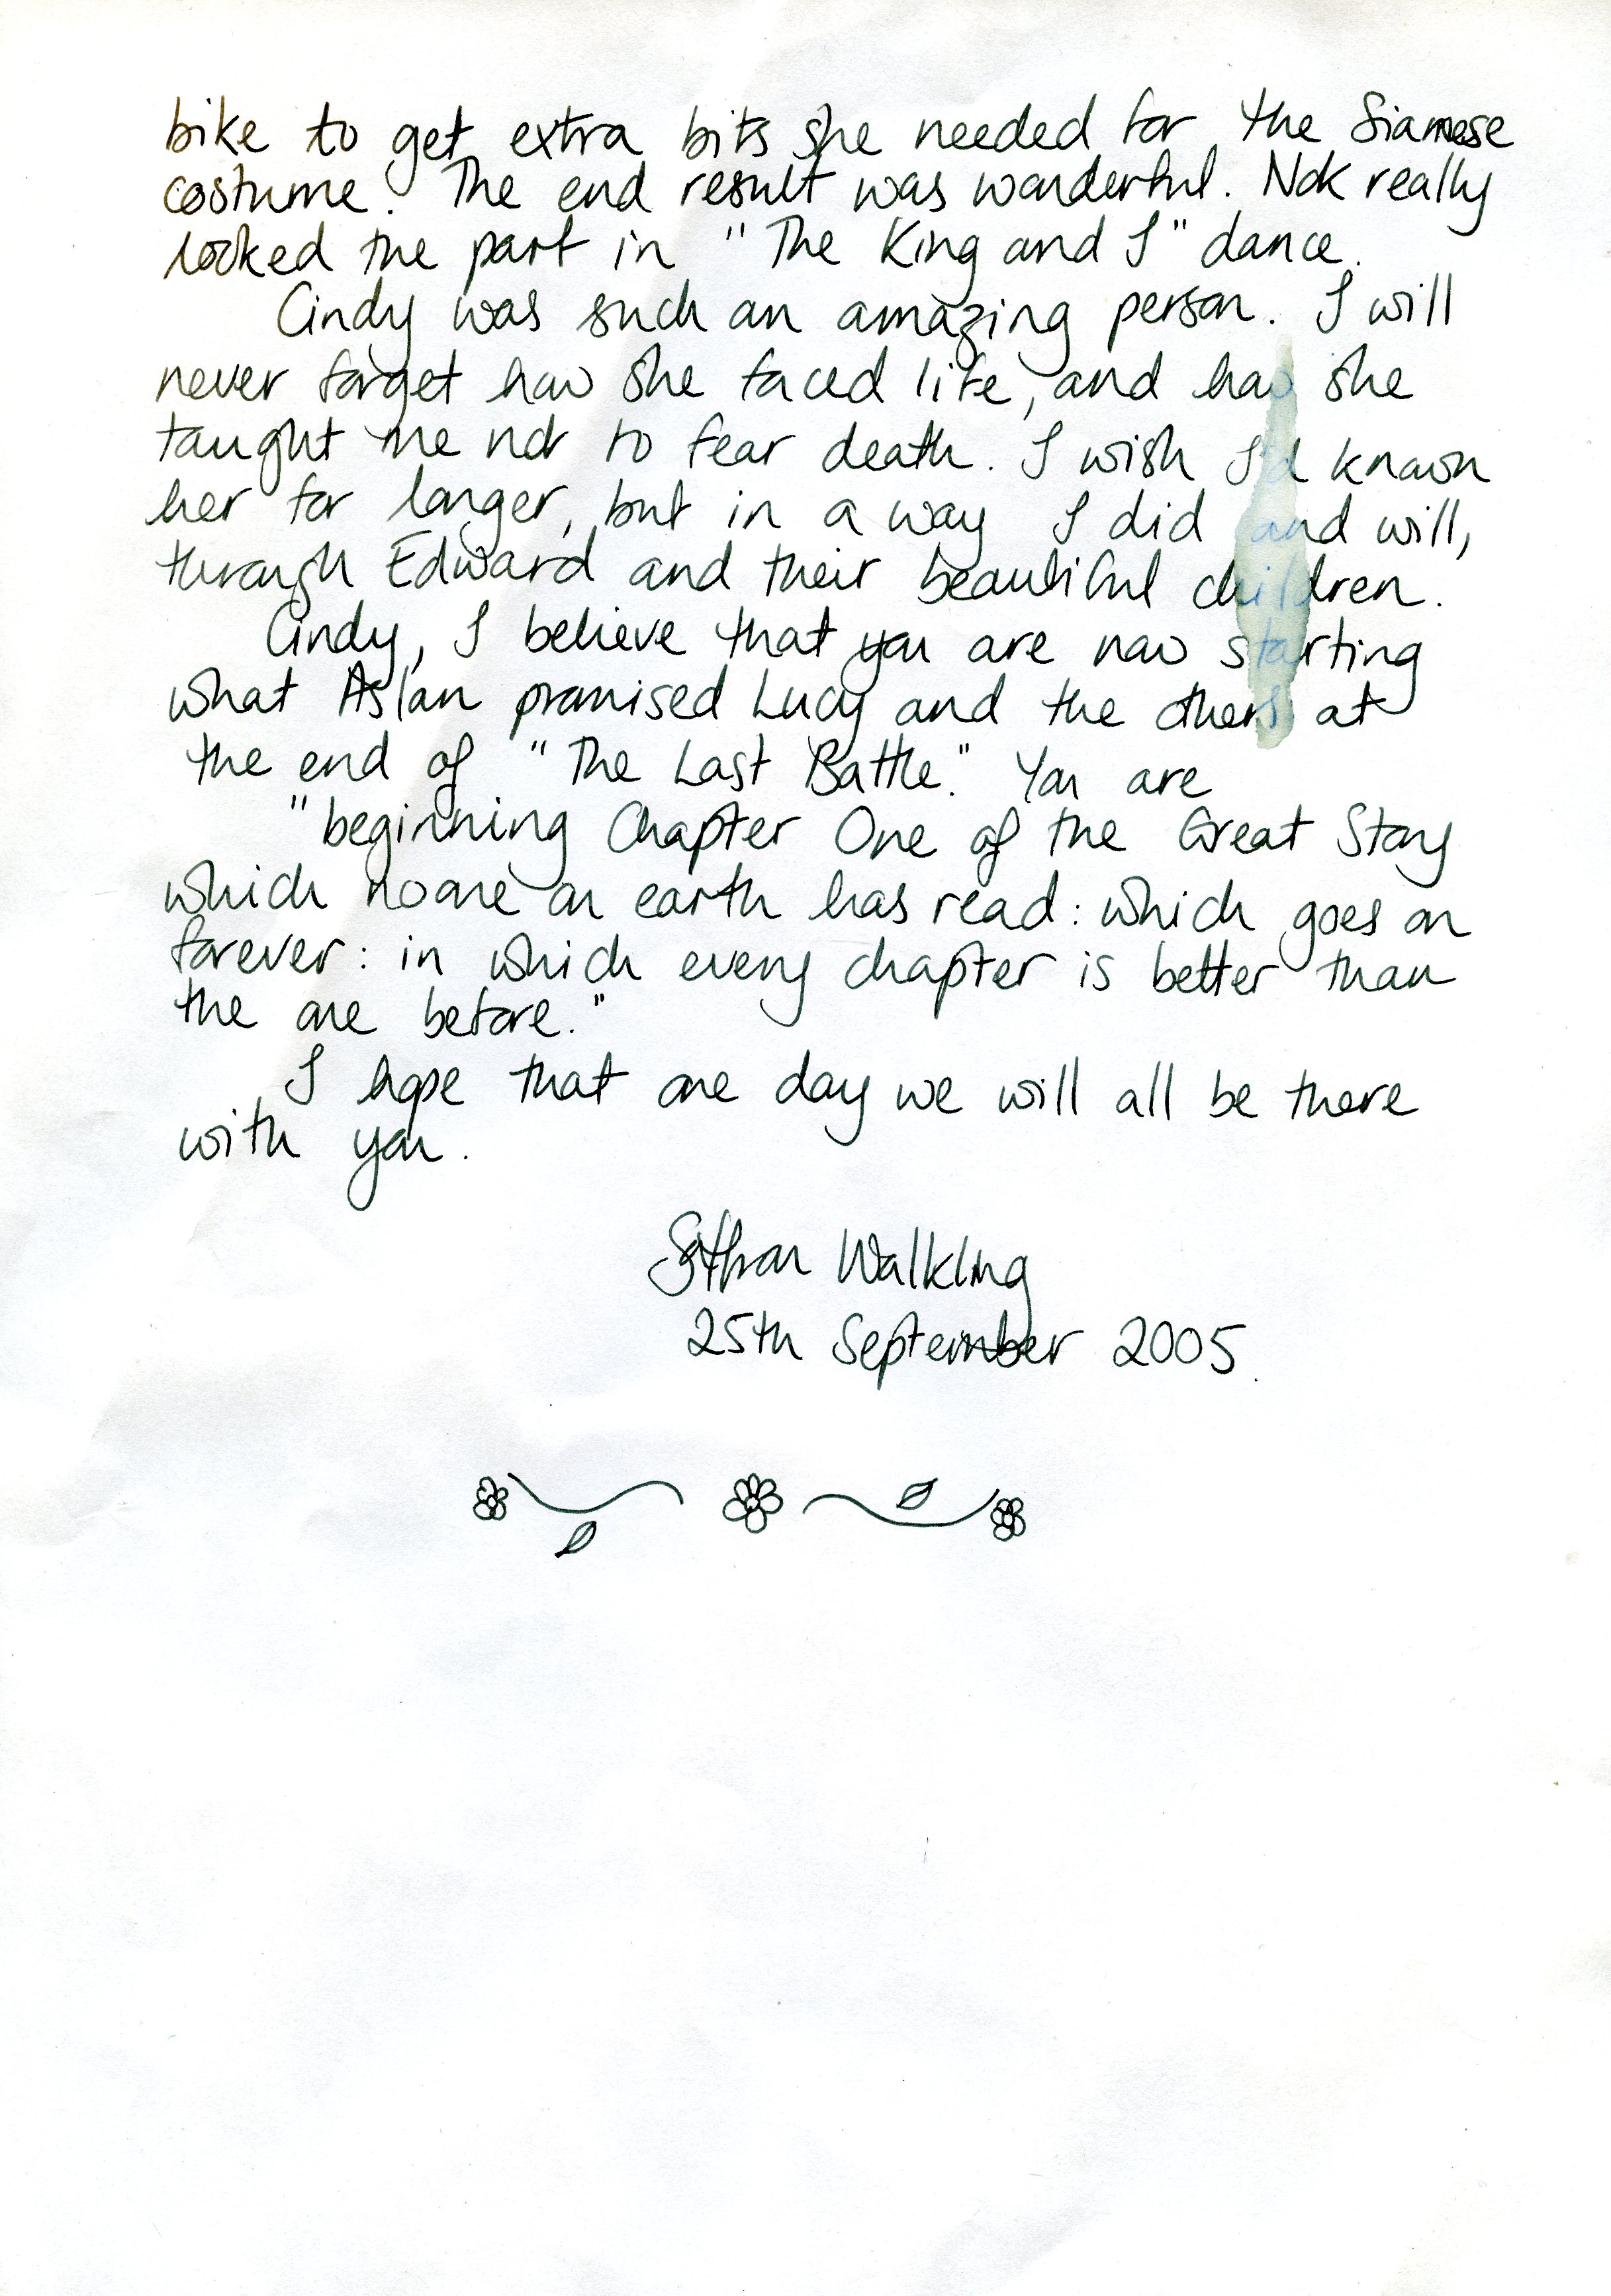 bike to get extra bits she needed for the Siamese
costume. The end result was wonderful. Nok really
looked the part in "The King and I" dance.
Cindy was such an amazing person. I will
never forget how she faced life, and how she
taught me not to fear death. I wish I'd known
her for longer, but in a way I did and will,
through Edward and their beautiful children.
Cindy, I believe that you are now starting
what Aslan promised Lucy and the others at
the end of "The Last Battle." You are
"beginning Chapter One of the Great Story
which noone on earth has read: which goes on
forever: in which every chapter is better than
the one before."
I hope that one day we will all be there
with you.
Walkling
25th September 2005.